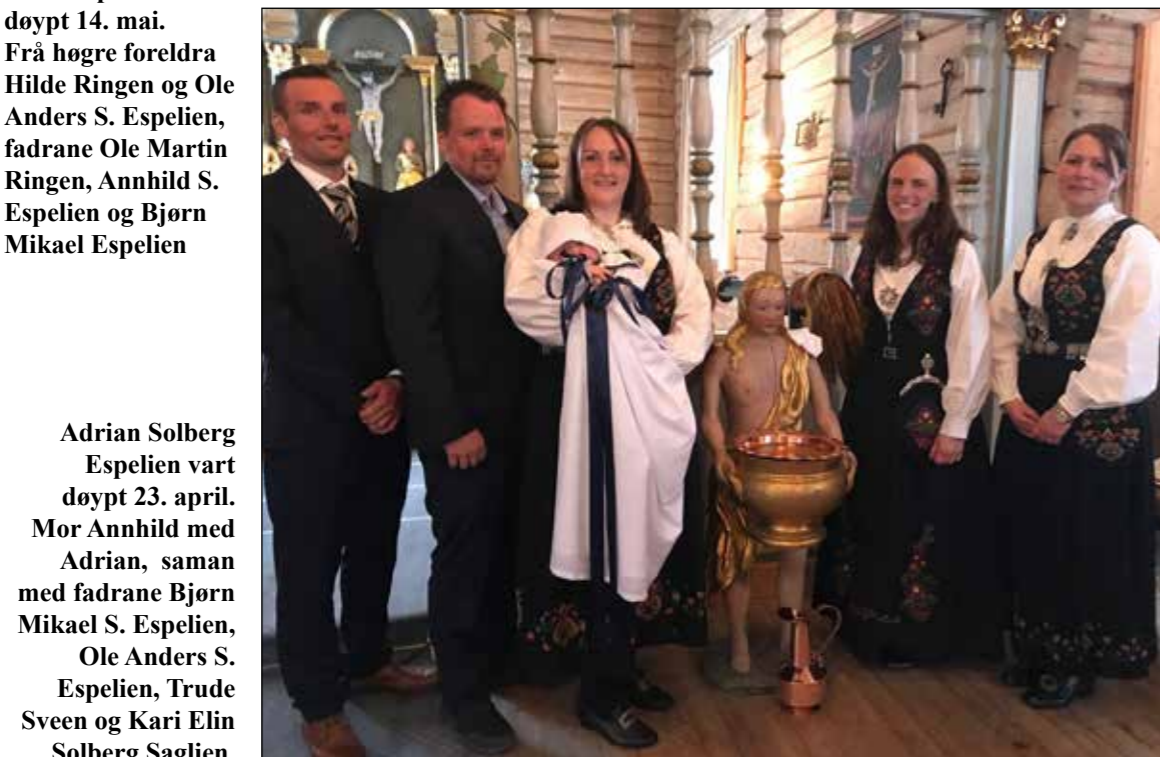 døypt 14. mai.
Frå høgre foreldra
Hilde Ringen og Ole
Anders S. Espelien,
fadrane Ole Martin
Ringen, Annhild S.
Espelien og Bjørn
Mikael Espelien
Adrian Solberg
Espelien vart
døypt 23. april.
Mor Annhild med
Adrian, saman
med fadrane Bjørn
Mikael S. Espelien,
Ole Anders S.
Espelien, Trude
Sveen og Kari Elin
Solberg Saglien.